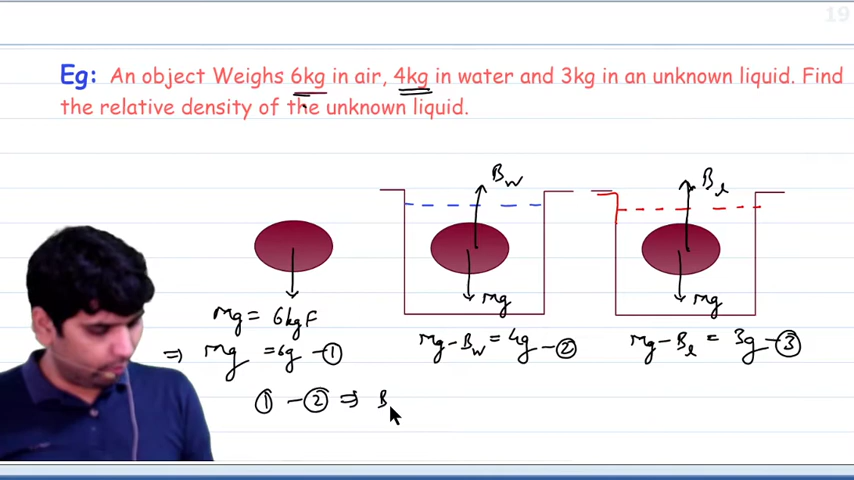 19
Eg: An object Weighs 6kg in air, 4kg in water and 3kg in an unknown liquid. Find
the relative density of the unknown liquid.
Bw
Bl
mg
mg
mg = 6kgf
mg - Bw = 4g - ②
mg - Bl = 3g - ③
⇒ mg = 6g - ①
① - ② ⇒ B